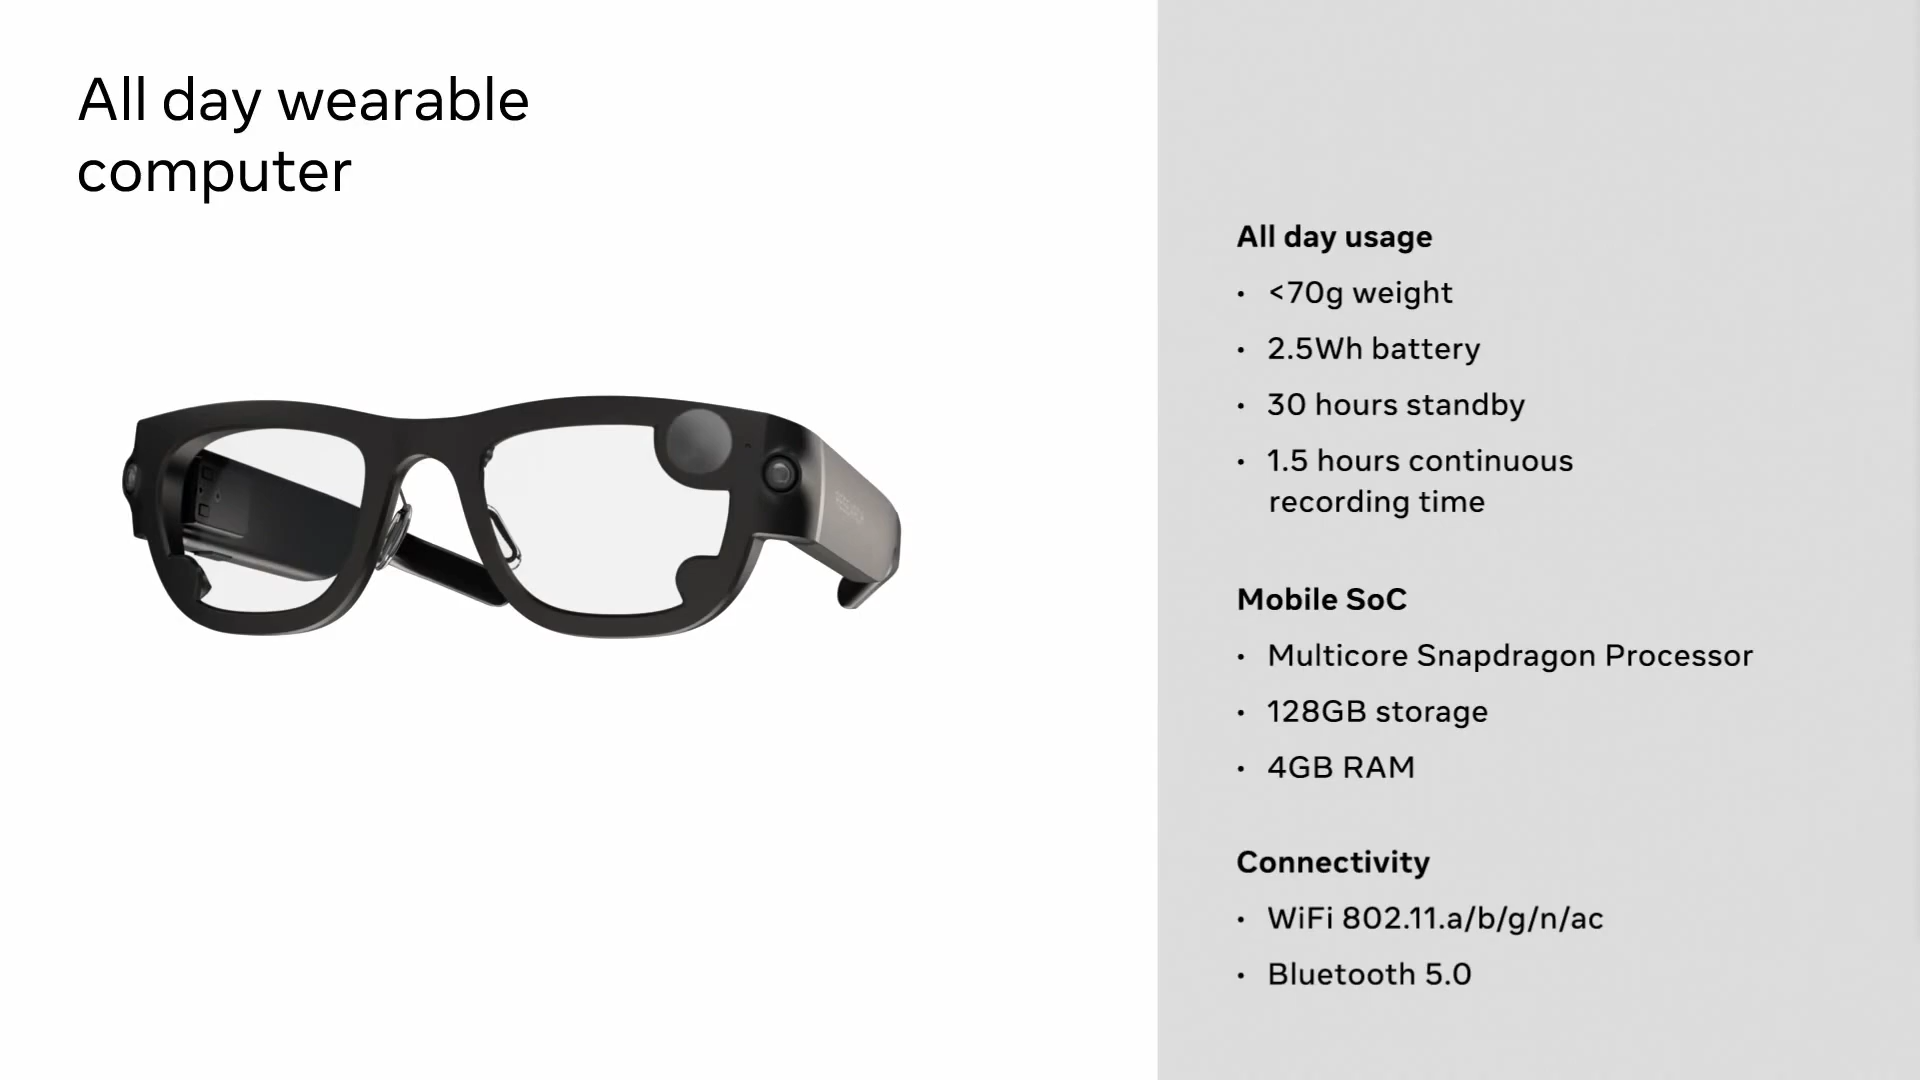 All day wearable
computer
All day usage
• <70g weight
• 2.5Wh battery
• 30 hours standby
• 1.5 hours continuous
recording time
Mobile SoC
• Multicore Snapdragon Processor
• 128GB storage
• 4GB RAM
Connectivity
• WiFi 802.11.a/b/g/n/ac
• Bluetooth 5.0